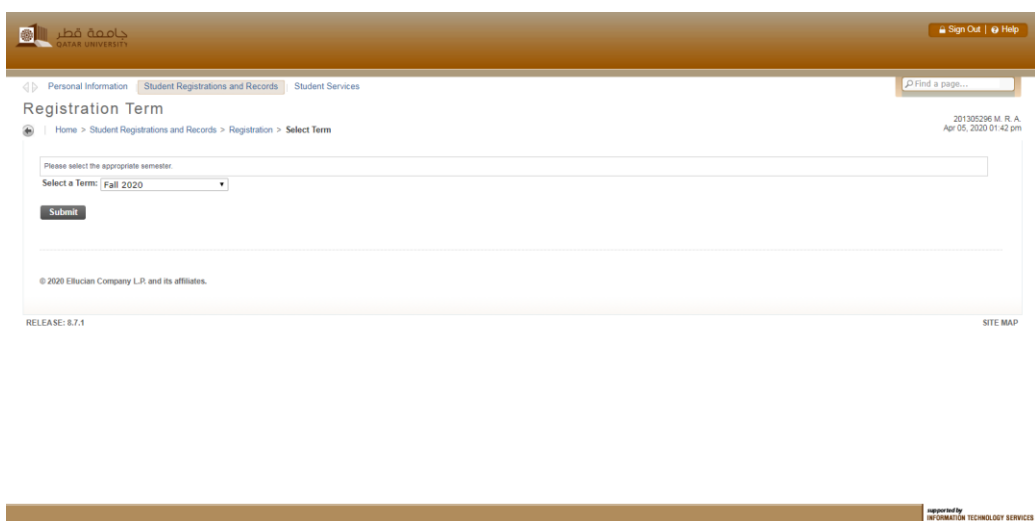 جامعة قطر
QATAR UNIVERSITY
Sign Out | Help
Personal Information Student Registrations and Records Student Services
Find a page...
Registration Term
201305296 M. R. A.
Home > Student Registrations and Records > Registration > Select Term
Apr 05, 2020 01:42 pm
Please select the appropriate semester.
Select a Term: Fall 2020
Submit
© 2020 Ellucian Company L.P. and its affiliates.
RELEASE: 8.7.1
SITE MAP
supported by
INFORMATION TECHNOLOGY SERVICES